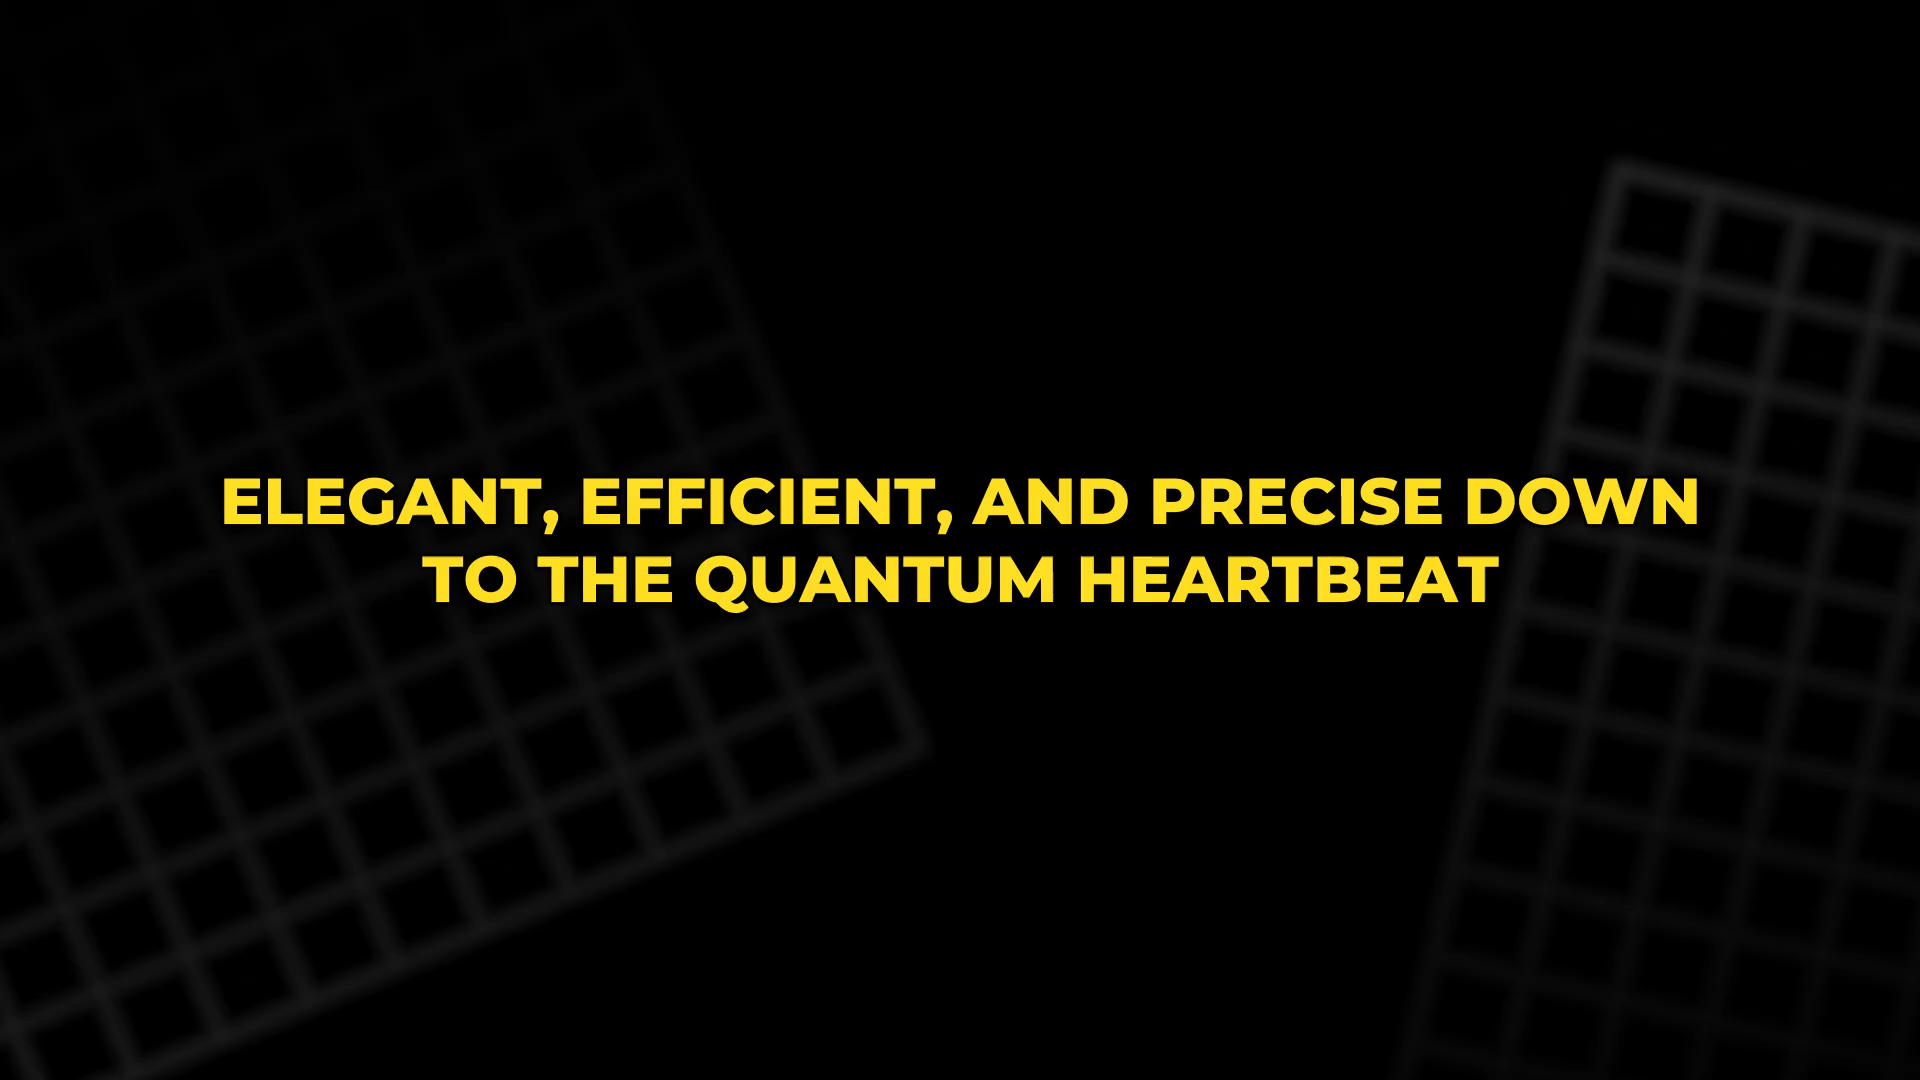 ELEGANT, EFFICIENT, AND PRECISE DOWN
TO THE QUANTUM HEARTBEAT